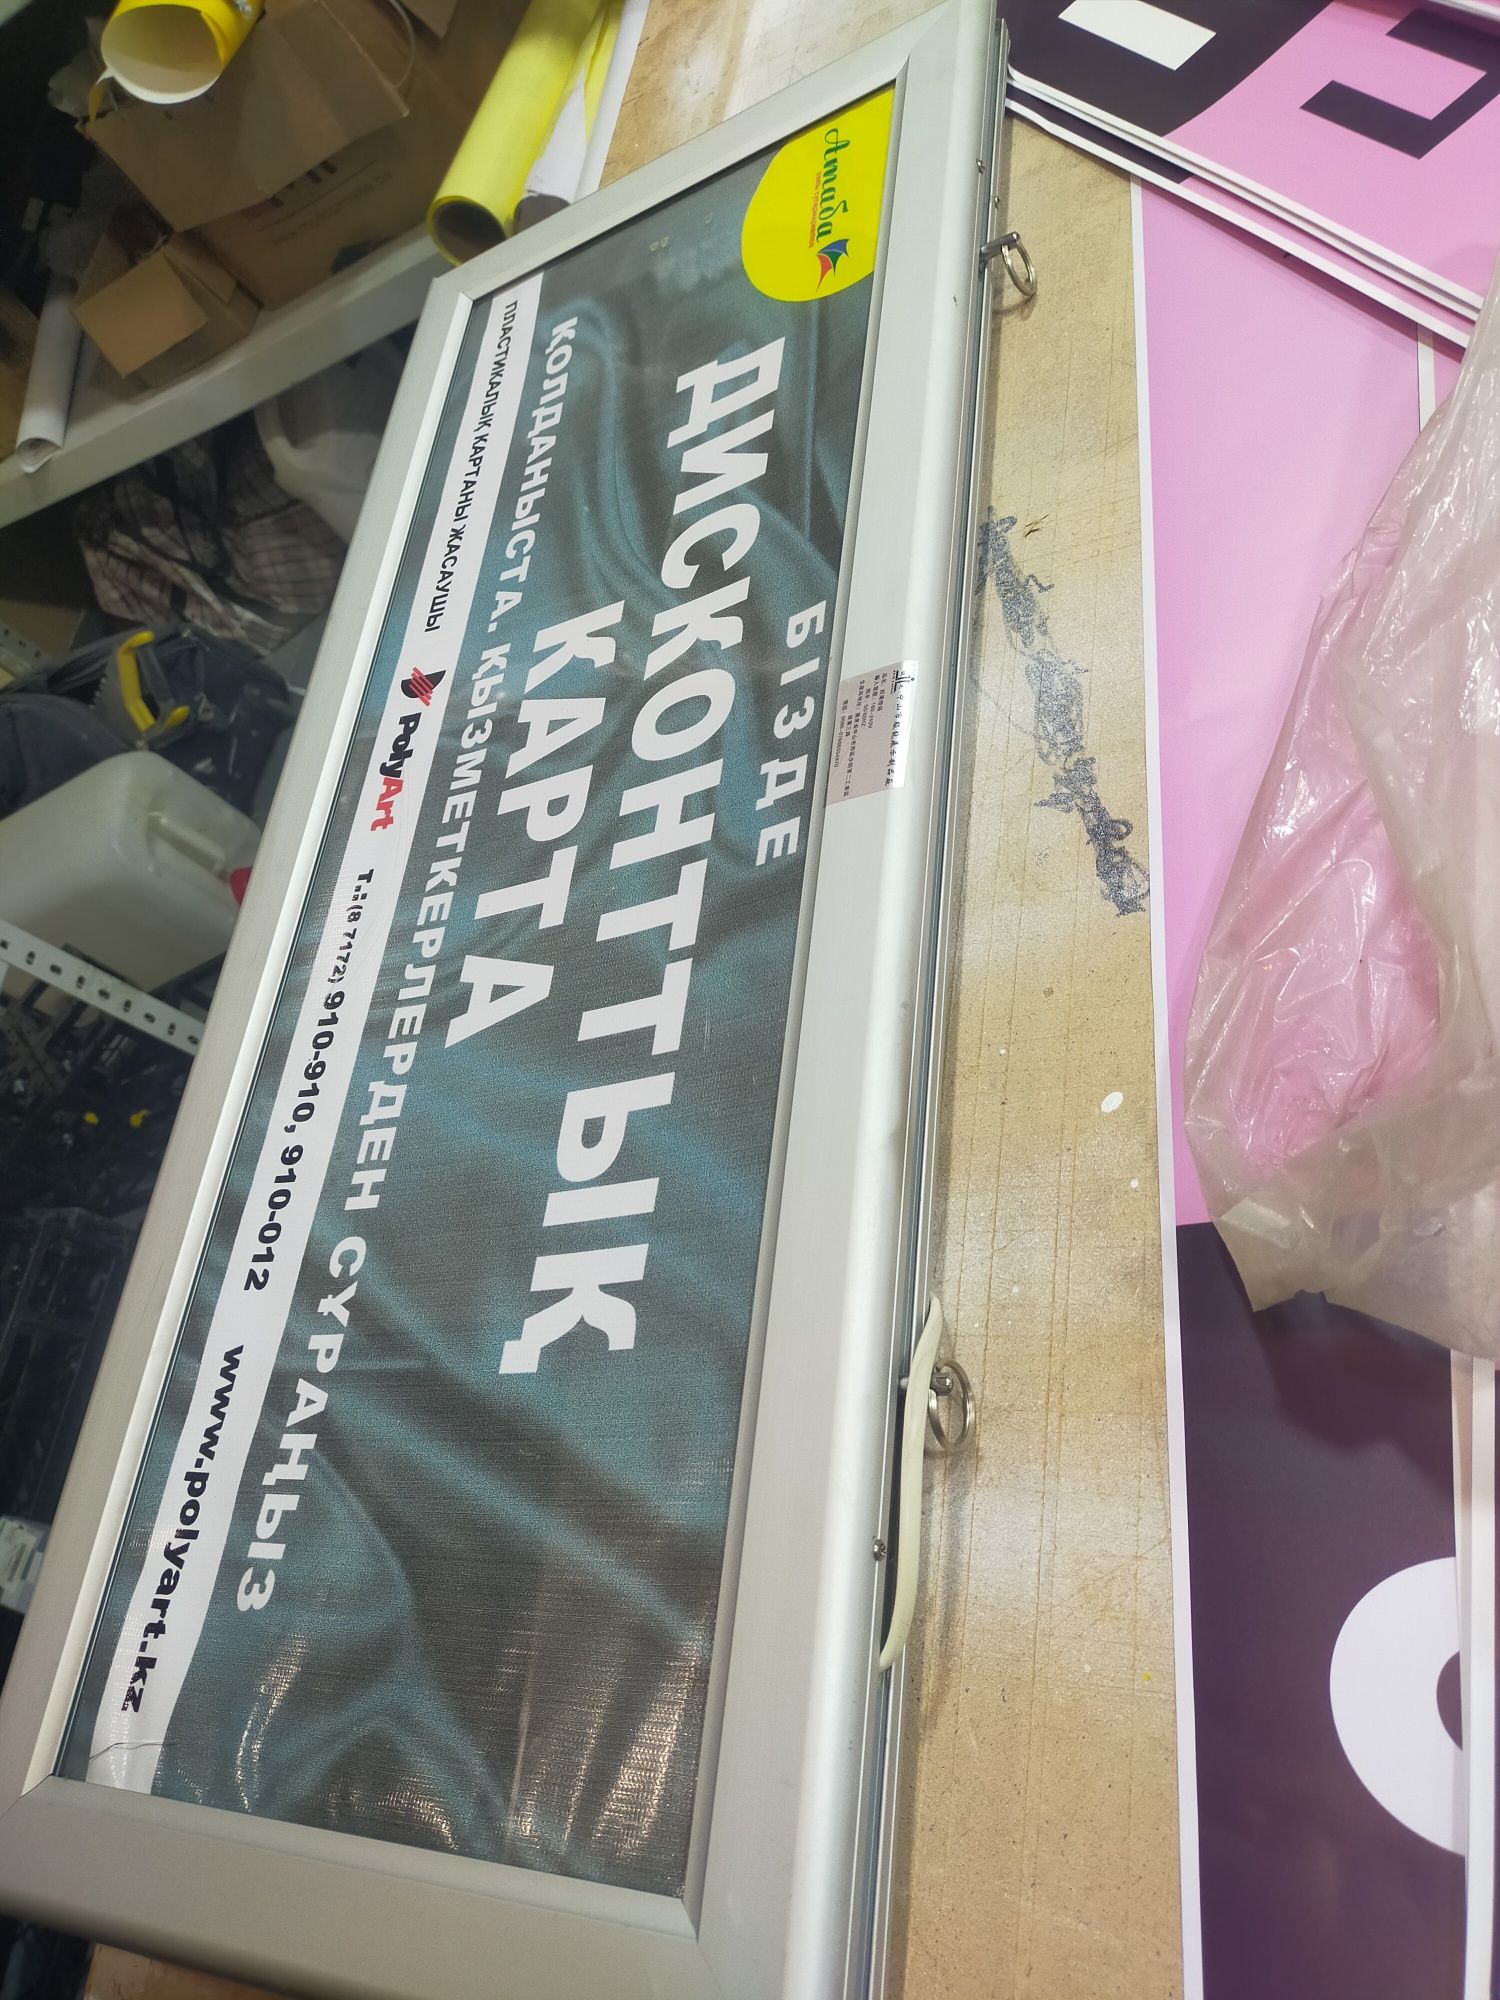 Атаба
БІЗДЕ
ДИСКОНТТЫҚ
КАРТА
ҚОЛДАНЫСТА. ҚЫЗМЕТКЕРЛЕРДЕН СҰРАҢЫЗ
ПЛАСТИКАЛЫҚ КАРТАНЫ ЖАСАУШЫ PolyArt т.:(8 7172) 910-910, 910-012 www.polyart.kz